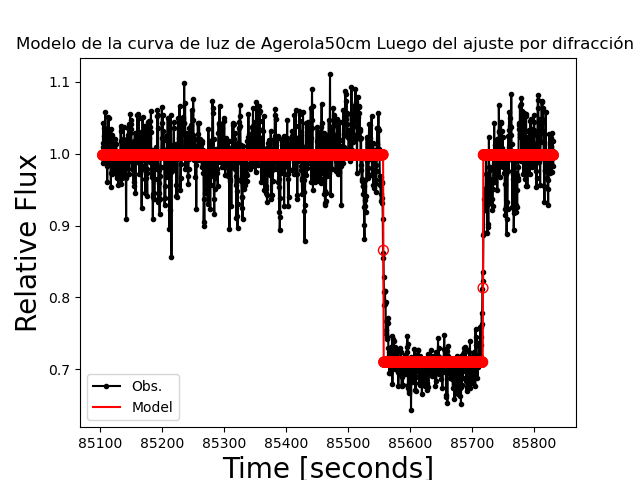 Modelo de la curva de luz de Agerola50cm Luego del ajuste por difracción
1.1
1.0
0.9
0.8
0.7
Relative Flux
Obs.
Model
85100 85200 85300 85400 85500 85600 85700 85800
Time [seconds]